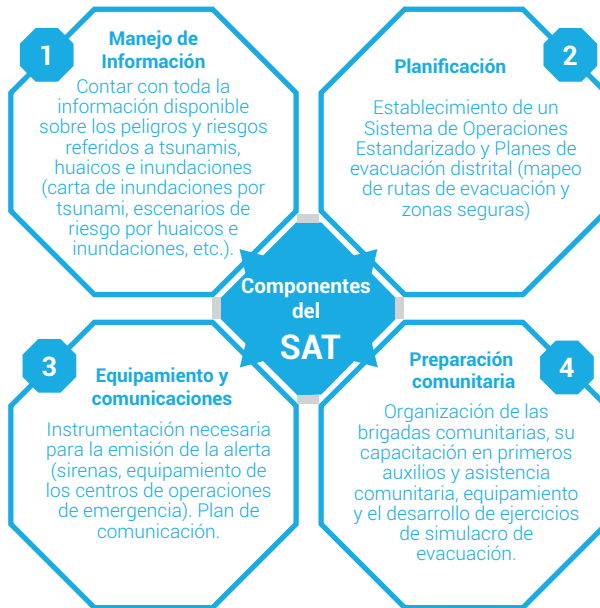 1
Manejo de
Información
Contar con toda la
información disponible
sobre los peligros y riesgos
referidos a tsunamis,
huaicos e inundaciones
(carta de inundaciones por
tsunami, escenarios de
riesgo por huaicos e
inundaciones, etc.).
2
Planificación
Establecimiento de un
Sistema de Operaciones
Estandarizado y Planes de
evacuación distrital (mapeo
de rutas de evacuación y
zonas seguras)
Componentes
del
SAT
3
Equipamiento y
comunicaciones
Instrumentación necesaria
para la emisión de la alerta
(sirenas, equipamiento de
los centros de operaciones
de emergencia). Plan de
comunicación.
4
Preparación
comunitaria
Organización de las
brigadas comunitarias, su
capacitación en primeros
auxilios y asistencia
comunitaria, equipamiento
y el desarrollo de ejercicios
de simulacro de
evacuación.